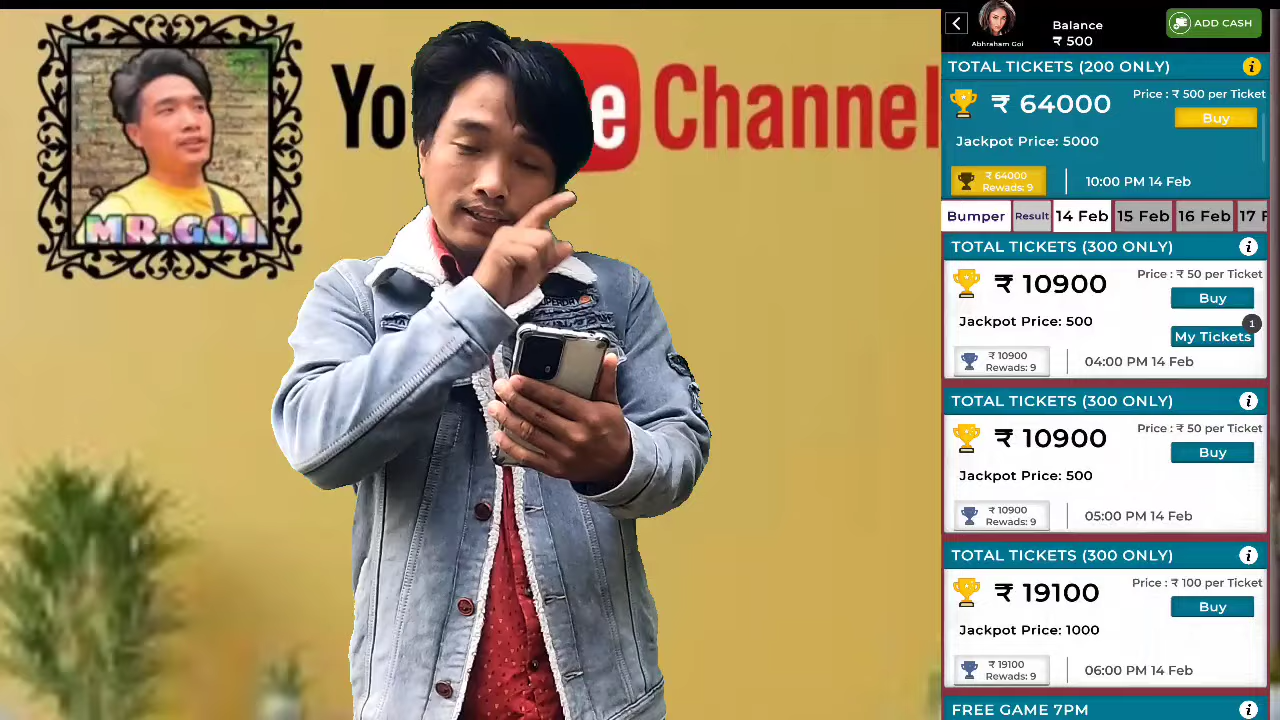 MR.GOI
YouTube Channel
Abhraham Goi
Balance
₹ 500
ADD CASH
TOTAL TICKETS (200 ONLY)
i
₹ 64000
Price : ₹ 500 per Ticket
Buy
Jackpot Price: 5000
₹ 64000
Rewads: 9
10:00 PM 14 Feb
Bumper
Result
14 Feb
15 Feb
16 Feb
17 F
TOTAL TICKETS (300 ONLY)
i
₹ 10900
Price : ₹ 50 per Ticket
Buy
Jackpot Price: 500
1
My Tickets
₹ 10900
Rewads: 9
04:00 PM 14 Feb
TOTAL TICKETS (300 ONLY)
i
₹ 10900
Price : ₹ 50 per Ticket
Buy
Jackpot Price: 500
₹ 10900
Rewads: 9
05:00 PM 14 Feb
TOTAL TICKETS (300 ONLY)
i
₹ 19100
Price : ₹ 100 per Ticket
Buy
Jackpot Price: 1000
₹ 19100
Rewads: 9
06:00 PM 14 Feb
FREE GAME 7PM
i